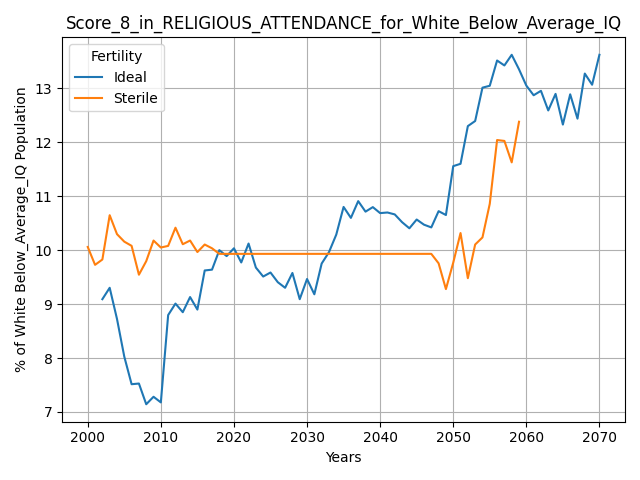 Score_8_in_RELIGIOUS_ATTENDANCE_for_White_Below_Average_IQ
Fertility
Ideal
Sterile
% of White Below_Average_IQ Population
13
12
11
10
9
8
7
2000 2010 2020 2030 2040 2050 2060 2070
Years